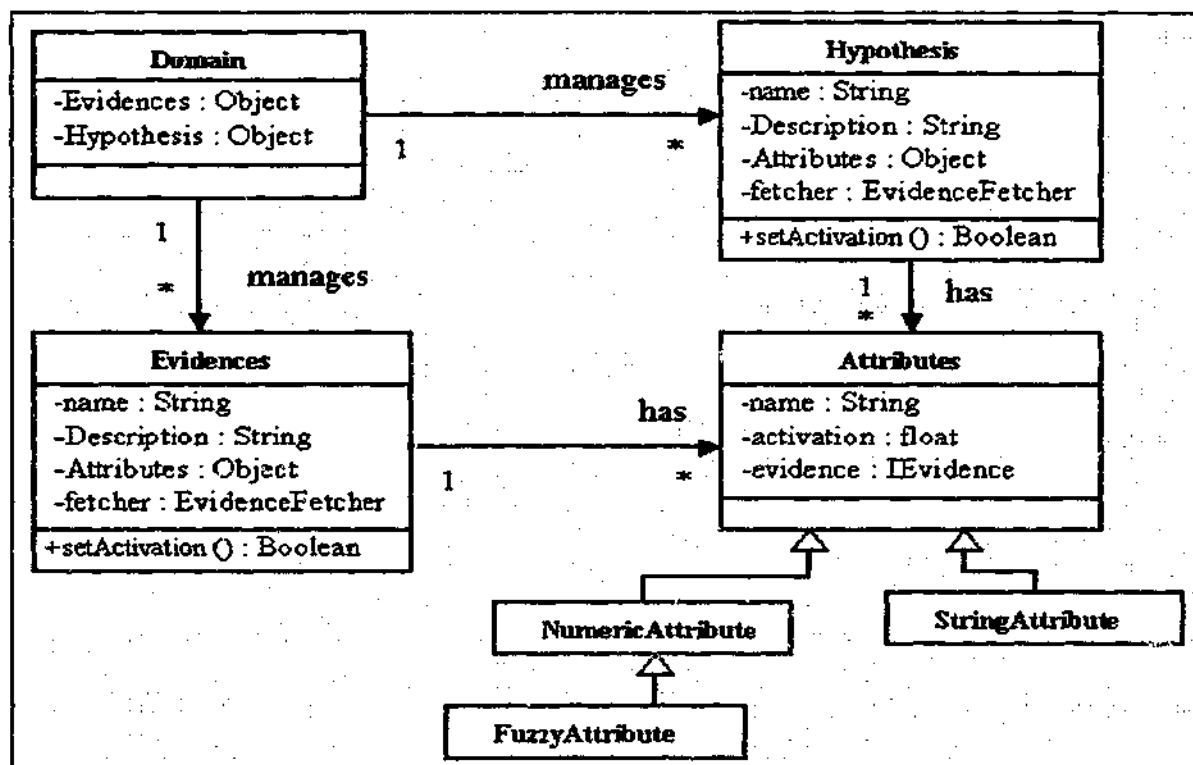 Domain
-Evidences : Object
-Hypothesis : Object
manages
1
*
Hypothesis
-name : String
-Description : String
-Attributes : Object
-fetcher : EvidenceFetcher
+setActivation () : Boolean
1
manages
*
1
has
*
Evidences
-name : String
-Description : String
-Attributes : Object
-fetcher : EvidenceFetcher
+setActivation () : Boolean
has
1
*
Attributes
-name : String
-activation : float
-evidence : IEvidence
NumericAttribute
StringAttribute
FuzzyAttribute